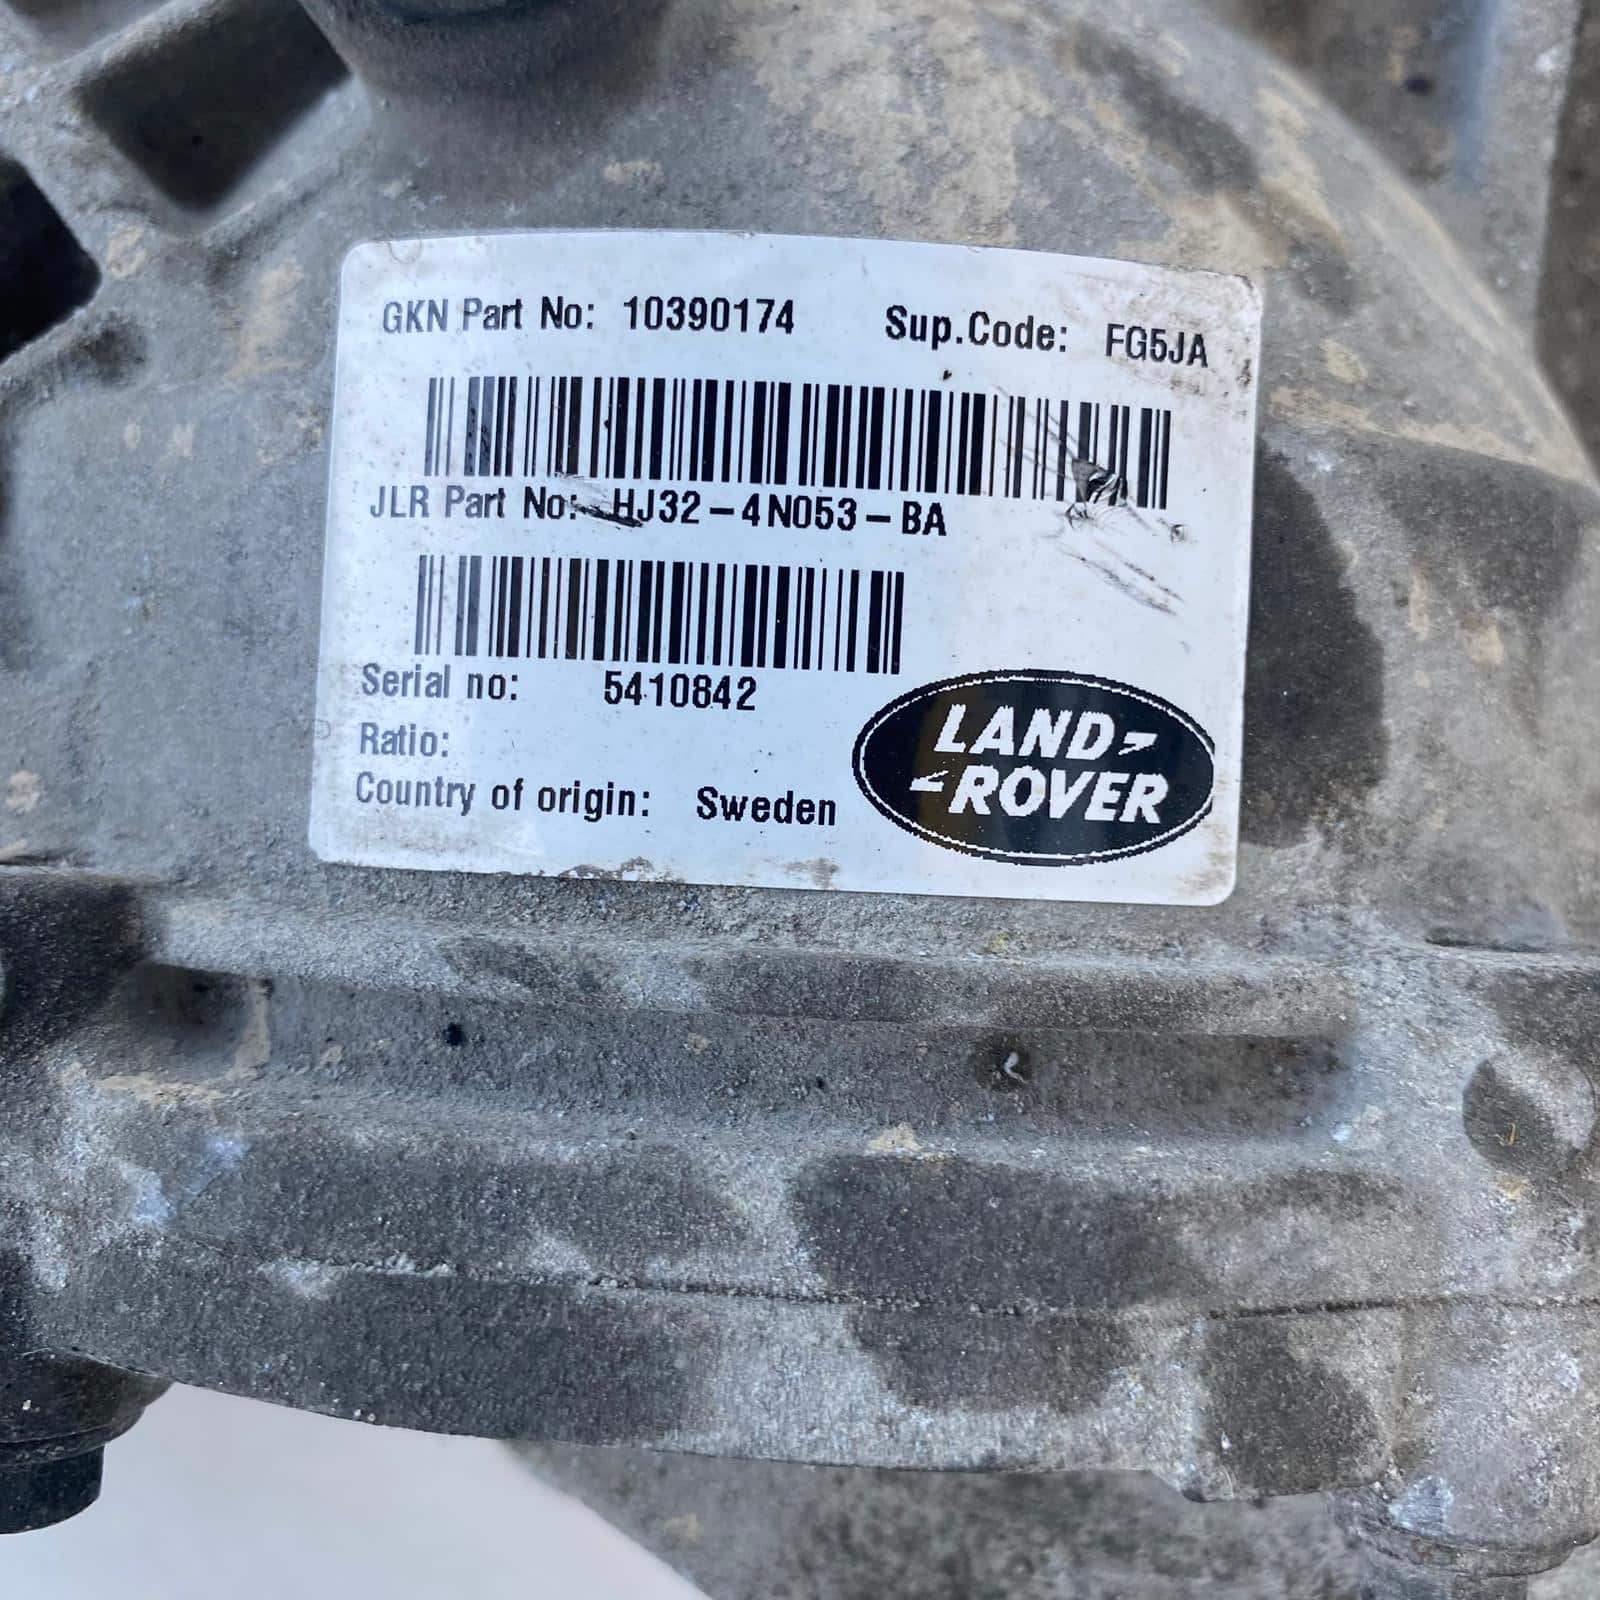 GKN Part No: 10390174 Sup.Code: FG5JA
JLR Part No: HJ32-4N053-BA
Serial no: 5410842
Ratio:
Country of origin: Sweden
LAND
ROVER